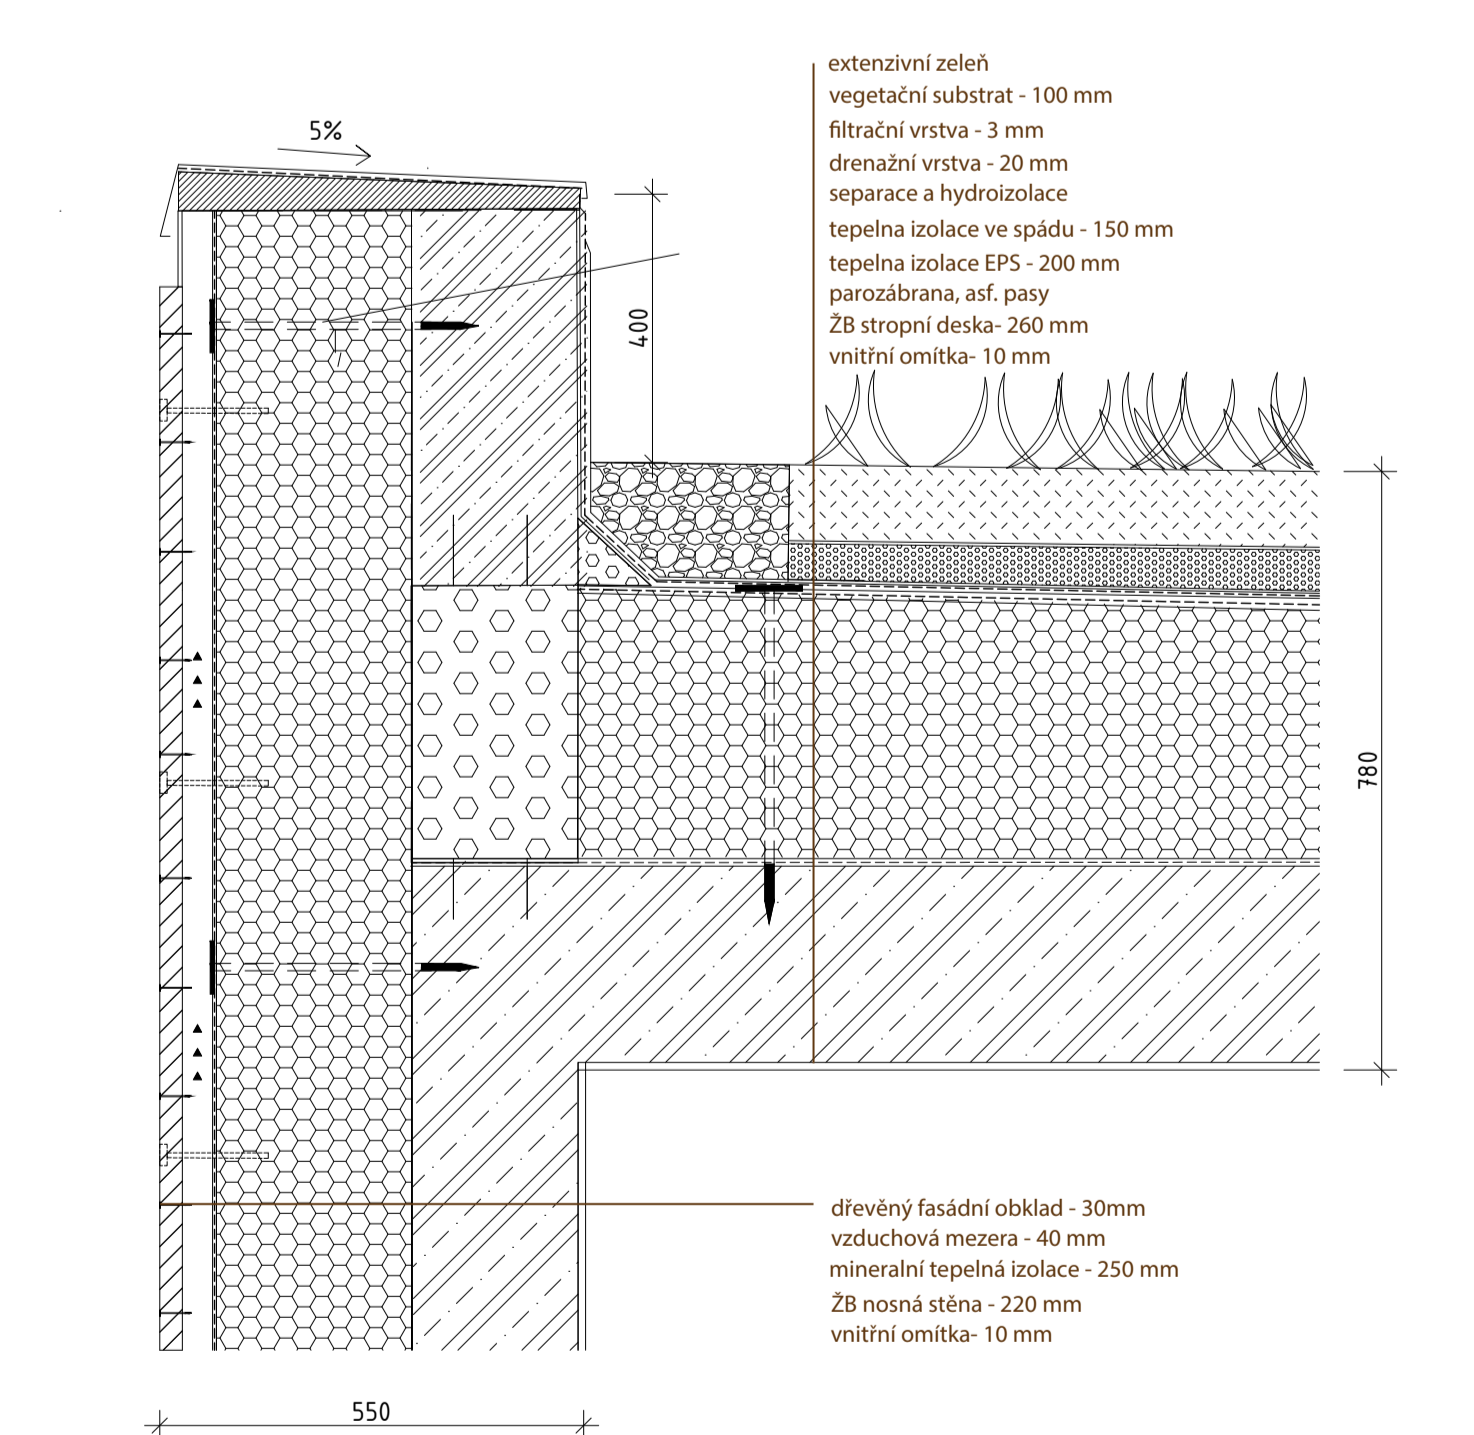 extenzivní zeleň
vegetační substrat - 100 mm
filtrační vrstva - 3 mm
drenažní vrstva - 20 mm
separace a hydroizolace
tepelna izolace ve spádu - 150 mm
tepelna izolace EPS - 200 mm
parozábrana, asf. pasy
ŽB stropní deska- 260 mm
vnitřní omítka- 10 mm
5%
400
780
dřevěný fasádní obklad - 30mm
vzduchová mezera - 40 mm
mineralní tepelná izolace - 250 mm
ŽB nosná stěna - 220 mm
vnitřní omítka- 10 mm
550